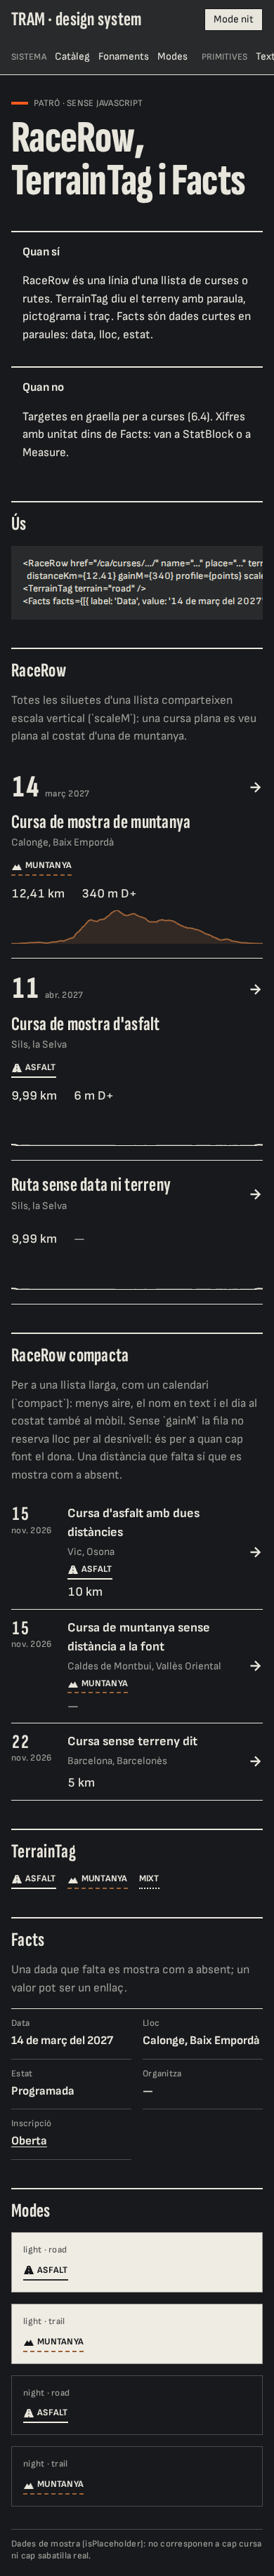 TRAM · design system
Mode nit
SISTEMA Catàleg Fonaments Modes PRIMITIVES Text
PATRÓ · SENSE JAVASCRIPT
RaceRow,
TerrainTag i Facts
Quan sí
RaceRow és una línia d'una llista de curses o
rutes. TerrainTag diu el terreny amb paraula,
pictograma i traç. Facts són dades curtes en
paraules: data, lloc, estat.
Quan no
Targetes en graella per a curses (6.4). Xifres
amb unitat dins de Facts: van a StatBlock o a
Measure.
Ús
<RaceRow href="/ca/curses/…/" name="…" place="…" terr
distanceKm={12.41} gainM={340} profile={points} scale
<TerrainTag terrain="road" />
<Facts facts={[{ label: 'Data', value: '14 de març del 2027'
RaceRow
Totes les siluetes d'una llista comparteixen
escala vertical (`scaleM`): una cursa plana es veu
plana al costat d'una de muntanya.
14 març 2027
Cursa de mostra de muntanya
Calonge, Baix Empordà
MUNTANYA
12,41 km 340 m D+
11 abr. 2027
Cursa de mostra d'asfalt
Sils, la Selva
ASFALT
9,99 km 6 m D+
Ruta sense data ni terreny
Sils, la Selva
9,99 km —
RaceRow compacta
Per a una llista llarga, com un calendari
(`compact`): menys aire, el nom en text i el dia al
costat també al mòbil. Sense `gainM` la fila no
reserva lloc per al desnivell: és per a quan cap
font el dona. Una distància que falta sí que es
mostra com a absent.
15
nov. 2026
Cursa d'asfalt amb dues
distàncies
Vic, Osona
ASFALT
10 km
15
nov. 2026
Cursa de muntanya sense
distància a la font
Caldes de Montbui, Vallès Oriental
MUNTANYA
—
22
nov. 2026
Cursa sense terreny dit
Barcelona, Barcelonès
5 km
TerrainTag
ASFALT MUNTANYA MIXT
Facts
Una dada que falta es mostra com a absent; un
valor pot ser un enllaç.
Data
14 de març del 2027
Lloc
Calonge, Baix Empordà
Estat
Programada
Organitza
—
Inscripció
Oberta
Modes
light · road
ASFALT
light · trail
MUNTANYA
night · road
ASFALT
night · trail
MUNTANYA
Dades de mostra (isPlaceholder): no corresponen a cap cursa
ni cap sabatilla real.